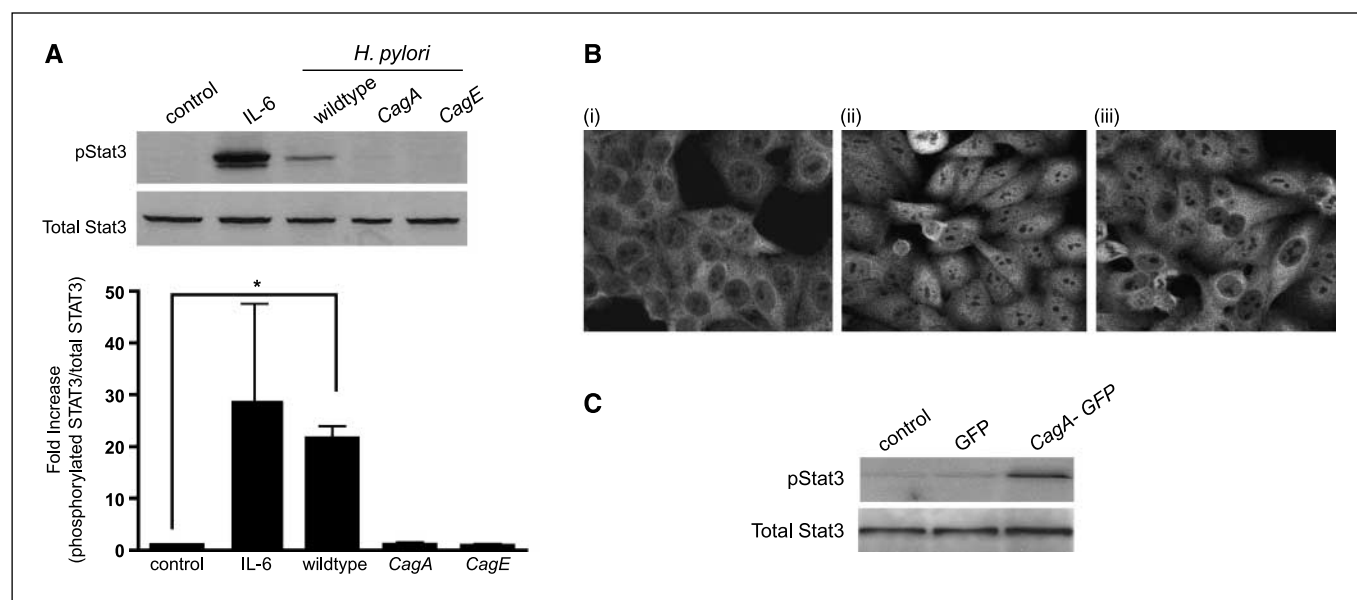 A
H. pylori
control IL-6 wildtype CagA CagE
pStat3
Total Stat3
50
40
30
20
10
0
*
Fold Increase
(phosphorylated STAT3/total STAT3)
control IL-6 wildtype CagA CagE
B
(i) (ii) (iii)
C
control GFP CagA- GFP
pStat3
Total Stat3